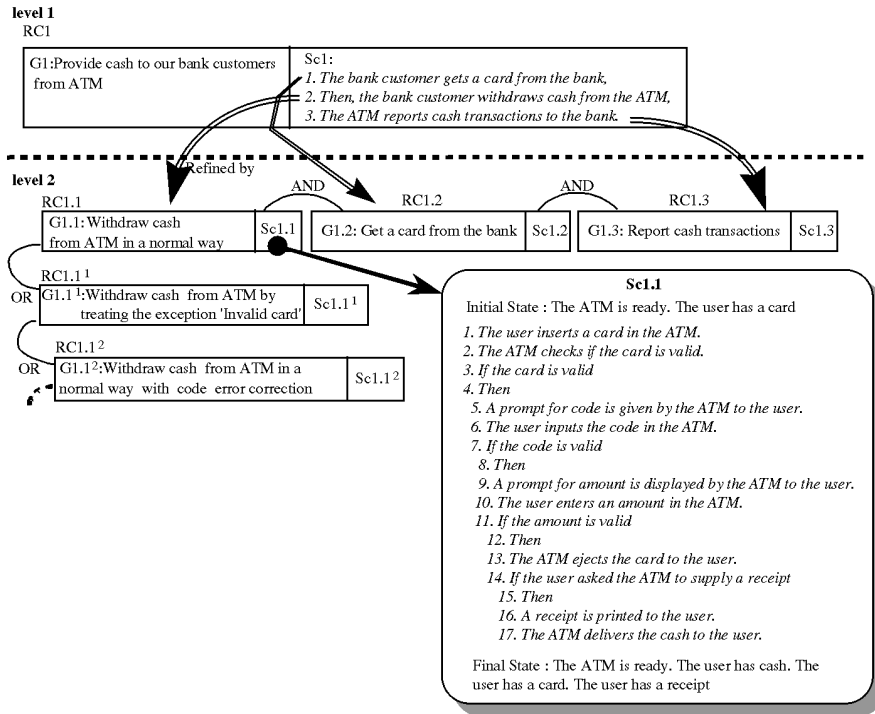 level 1
RC1
G1:Provide cash to our bank customers
from ATM
Sc1:
1. The bank customer gets a card from the bank,
2. Then, the bank customer withdraws cash from the ATM,
3. The ATM reports cash transactions to the bank.
Refined by
level 2
RC1.1
AND
RC1.2
AND
RC1.3
G1.1: Withdraw cash
from ATM in a normal way
Sc1.1
G1.2: Get a card from the bank
Sc1.2
G1.3: Report cash transactions
Sc1.3
OR
RC1.1¹
G1.1¹:Withdraw cash from ATM by
treating the exception 'Invalid card'
Sc1.1¹
OR
RC1.1²
G1.1²:Withdraw cash from ATM in a
normal way with code error correction
Sc1.1²
Sc1.1
Initial State : The ATM is ready. The user has a card
1. The user inserts a card in the ATM.
2. The ATM checks if the card is valid.
3. If the card is valid
4. Then
5. A prompt for code is given by the ATM to the user.
6. The user inputs the code in the ATM.
7. If the code is valid
8. Then
9. A prompt for amount is displayed by the ATM to the user.
10. The user enters an amount in the ATM.
11. If the amount is valid
12. Then
13. The ATM ejects the card to the user.
14. If the user asked the ATM to supply a receipt
15. Then
16. A receipt is printed to the user.
17. The ATM delivers the cash to the user.
Final State : The ATM is ready. The user has cash. The
user has a card. The user has a receipt